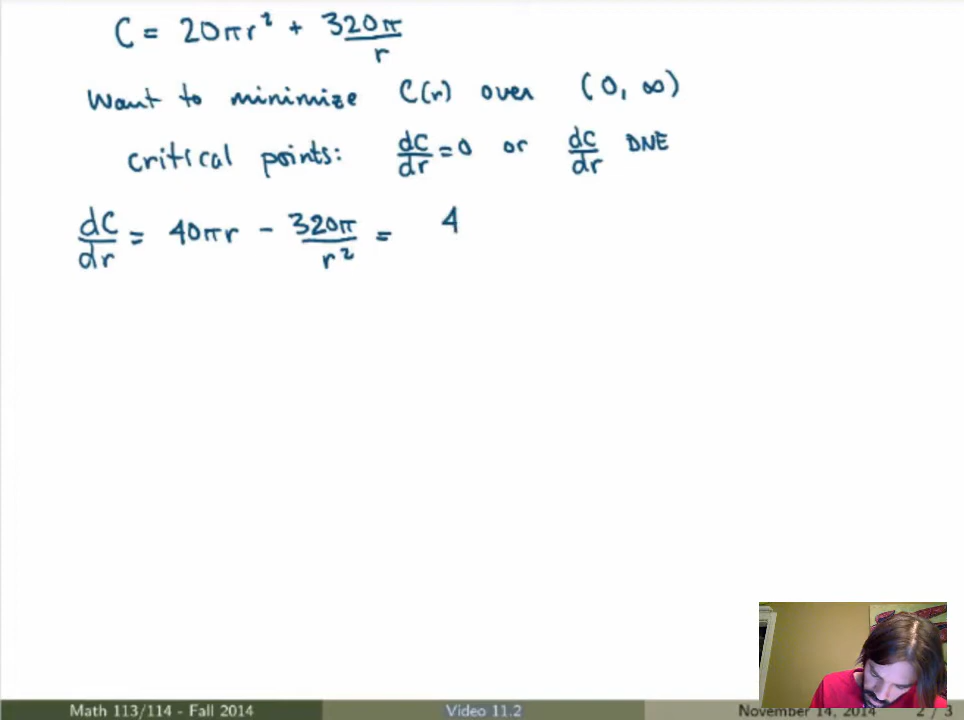 C = 20πr² + 320π/r
Want to minimize C(r) over (0, ∞)
critical points: dC/dr = 0 or dC/dr DNE
dC/dr = 40πr - 320π/r² = 4
Math 113/114 - Fall 2014 Video 11.2 November 14, 2014 2 / 3